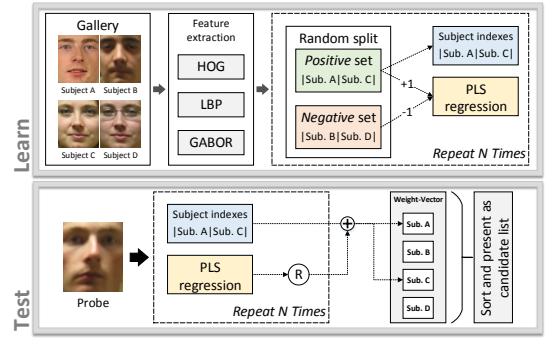 Learn
Gallery
Subject A
Subject B
Subject C
Subject D
Feature
extraction
HOG
LBP
GABOR
Random split
Positive set
|Sub. A|Sub. C|
Negative set
|Sub. B|Sub. D|
+1
-1
Subject indexes
|Sub. A|Sub. C|
PLS
regression
Repeat N Times
Test
Probe
Subject indexes
|Sub. A|Sub. C|
PLS
regression
R
+
Repeat N Times
Weight-Vector
Sub. A
Sub. B
Sub. C
Sub. D
Sort and present as
candidate list